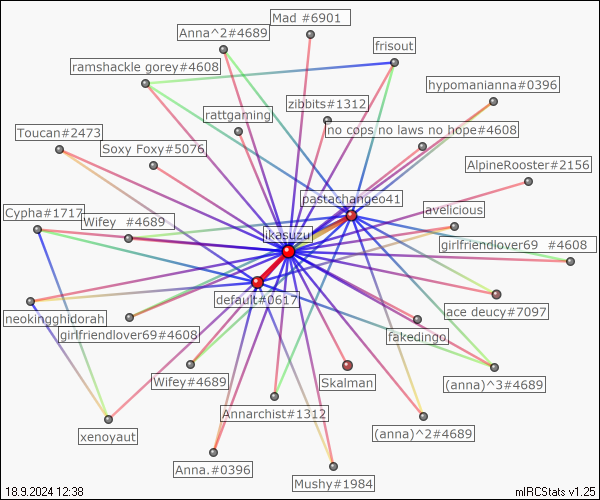 Mad #6901
Anna^2#4689
frisout
ramshackle gorey#4608
hypomanianna#0396
zibbits#1312
rattgaming
no cops no laws no hope#4608
Toucan#2473
Soxy Foxy#5076
AlpineRooster#2156
pastachangeo41
Cypha#1717
Wifey #4689
lavelicious
ikasuzu
girlfriendlover69 #4608
default#0617
ace deucy#7097
neokingghidorah
girlfriendlover69#4608
fakedingo
Wifey#4689
Skalman
(anna)^3#4689
Annarchist#1312
xenoyaut
(anna)^2#4689
Anna.#0396
Mushy#1984
18.9.2024 12:38
mIRCStats v1.25